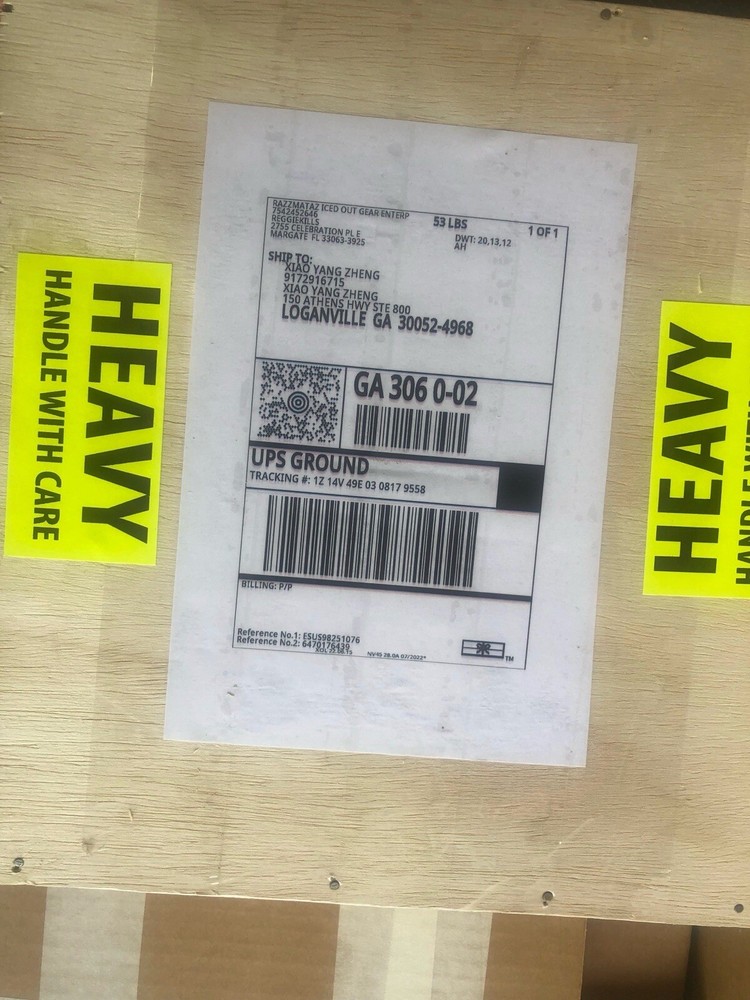 RAZZMATAZ ICED OUT GEAR ENTERP
7542452646
REGGIEKILLS
2755 CELEBRATION PL E
MARGATE FL 33063-3925
53 LBS
1 OF 1
DWT: 20,13,12
AH
SHIP TO:
XIAO YANG ZHENG
9172916715
XIAO YANG ZHENG
150 ATHENS HWY STE 800
LOGANVILLE GA 30052-4968
GA 306 0-02
UPS GROUND
TRACKING #: 1Z 14V 49E 03 0817 9558
BILLING: P/P
Reference No.1: ESUS98251076
Reference No.2: 6470176439
NV45 28.0A 07/2022*
TM
HEAVY
HANDLE WITH CARE
HEAVY